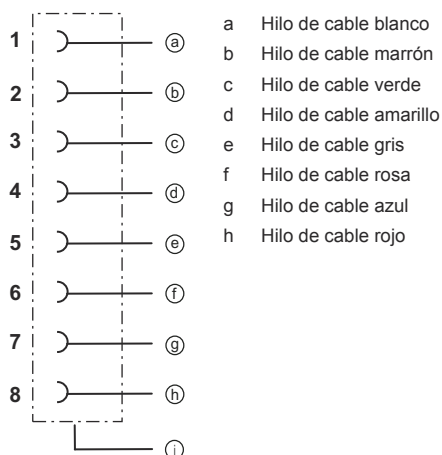 1 a
2 b
3 c
4 d
5 e
6 f
7 g
8 h
i
a Hilo de cable blanco
b Hilo de cable marrón
c Hilo de cable verde
d Hilo de cable amarillo
e Hilo de cable gris
f Hilo de cable rosa
g Hilo de cable azul
h Hilo de cable rojo